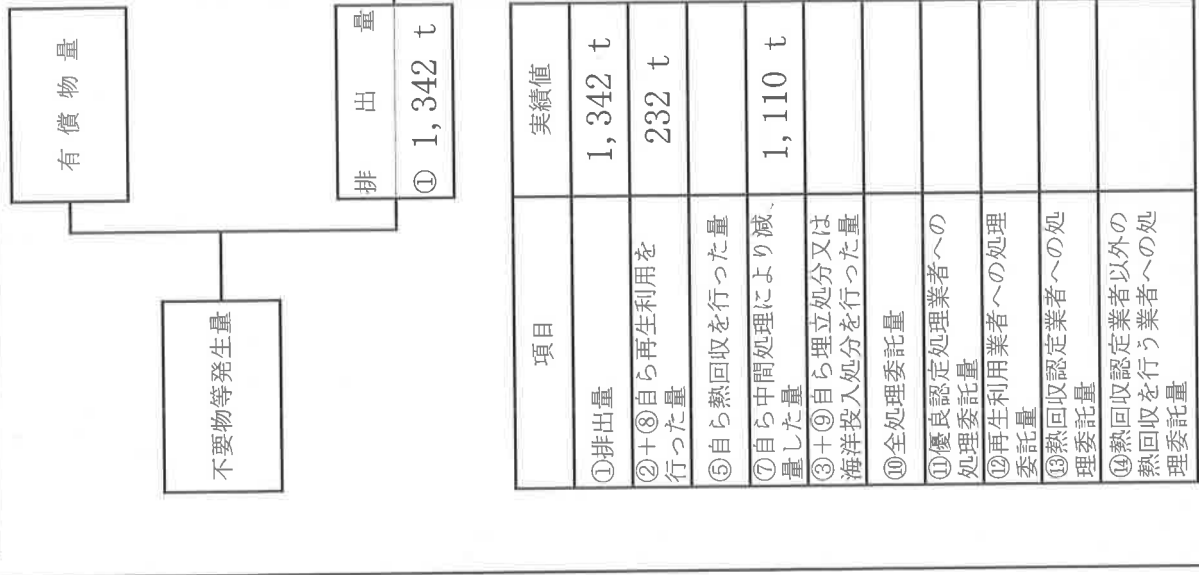 有償物量
不要物等発生量
排出量
① 1,342 t
項目
実績値
①排出量
1,342 t
②+⑧自ら再生利用を
行った量
232 t
⑤自ら熱回収を行った量
⑦自ら中間処理により減
量した量
1,110 t
③+⑨自ら埋立処分又は
海洋投入処分を行った量
⑩全処理委託量
⑪優良認定処理業者への
処理委託量
⑫再生利用業者への処理
委託量
⑬熱回収認定業者への処
理委託量
⑭熱回収認定業者以外の
熱回収を行う業者への処
理委託量